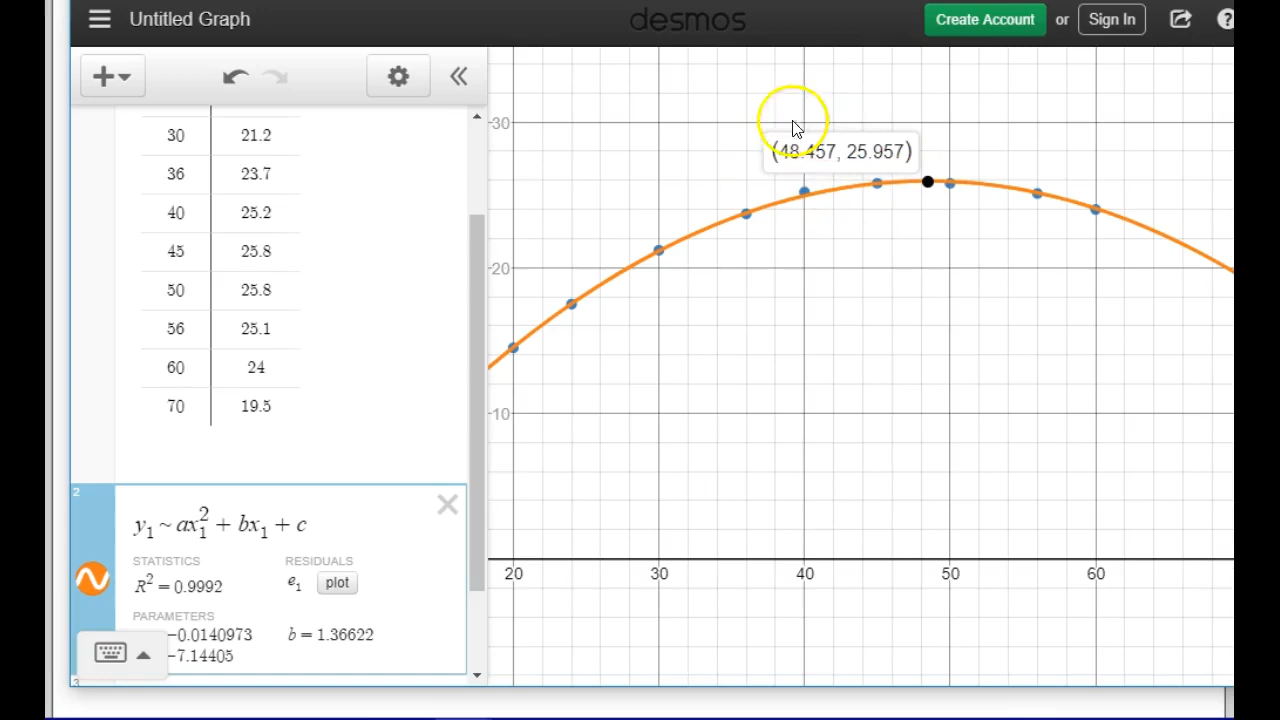 Untitled Graph
desmos
Create Account or Sign In
30 21.2
36 23.7
40 25.2
45 25.8
50 25.8
56 25.1
60 24
70 19.5
2
y₁ ~ ax₁² + bx₁ + c
STATISTICS
R² = 0.9992
RESIDUALS
e₁ plot
PARAMETERS
−0.0140973
b = 1.36622
−7.14405
3
30
(48.457, 25.957)
20
10
20 30 40 50 60